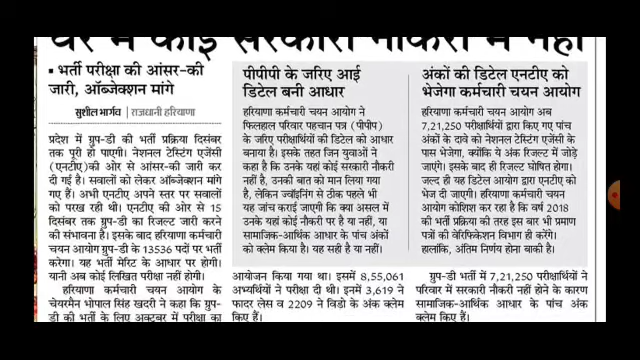 घर में कोई सरकारी नौकरी में नहीं
▪ भर्ती परीक्षा की आंसर-की
जारी, ऑब्जेक्शन मांगे
सुशील भार्गव | राजधानी हरियाणा
प्रदेश में ग्रुप-डी की भर्ती प्रक्रिया दिसंबर
तक पूरी हो पाएगी। नेशनल टेस्टिंग एजेंसी
(एनटीए)की ओर से आंसर-की जारी कर
दी गई है। सवालों को लेकर ऑब्जेक्शन मांगे
गए हैं। अभी एनटीए अपने स्तर पर सवालों
को परख रही थी। एनटीए की ओर से 15
दिसंबर तक ग्रुप-डी का रिजल्ट जारी करने
की संभावना है। इसके बाद हरियाणा कर्मचारी
चयन आयोग ग्रुप-डी के 13536 पदों पर भर्ती
करेगा। यह भर्ती मेरिट के आधार पर होगी।
यानी अब कोई लिखित परीक्षा नहीं होगी।
हरियाणा कर्मचारी चयन आयोग के
चेयरमैन भोपाल सिंह खदरी ने कहा कि ग्रुप-
डी की भर्ती के लिए अक्टूबर में परीक्षा का
पीपीपी के जरिए आई
डिटेल बनी आधार
हरियाणा कर्मचारी चयन आयोग ने
फिलहाल परिवार पहचान पत्र (पीपीपी)
के जरिए परीक्षार्थियों की डिटेल को आधार
बनाया है। इसके तहत जिन युवाओं ने
कहा है कि उनके यहां कोई सरकारी नौकरी
नहीं है, उनकी बात को मान लिया गया
है, लेकिन ज्वॉइनिंग से ठीक पहले भी
यह जांच कराई जाएगी कि क्या असल में
उनके यहां कोई नौकरी पर है या नहीं, या
सामाजिक-आर्थिक आधार के पांच अंकों
को क्लेम किया है। यह सही है या नहीं।
आयोजन किया गया था। इनमें 8,55,061
अभ्यर्थियों ने परीक्षा दी थी। इनमें 3,619 ने
फादर लेस व 2209 ने विडो के अंक क्लेम
किए हैं।
अंकों की डिटेल एनटीए को
भेजेगा कर्मचारी चयन आयोग
हरियाणा कर्मचारी चयन आयोग अब
7,21,250 परीक्षार्थियों द्वारा किए गए पांच
अंकों के दावे को नेशनल टेस्टिंग एजेंसी के
पास भेजेगा, क्योंकि ये अंक रिजल्ट में जोड़े
जाएंगे। इसके बाद ही रिजल्ट घोषित होगा।
जल्द ही यह डिटेल आयोग द्वारा एनटीए को
भेज दी जाएगी। हरियाणा कर्मचारी चयन
आयोग कोशिश कर रहा है कि वर्ष 2018
की भर्ती प्रक्रिया की तरह इस बार भी प्रमाण
पत्रों की वेरिफिकेशन विभाग ही करेंगे।
हालांकि, अंतिम निर्णय होना बाकी है।
ग्रुप-डी भर्ती में 7,21,250 परीक्षार्थियों ने
परिवार में सरकारी नौकरी नहीं होने के कारण
सामाजिक-आर्थिक आधार के पांच अंक
क्लेम किए हैं।